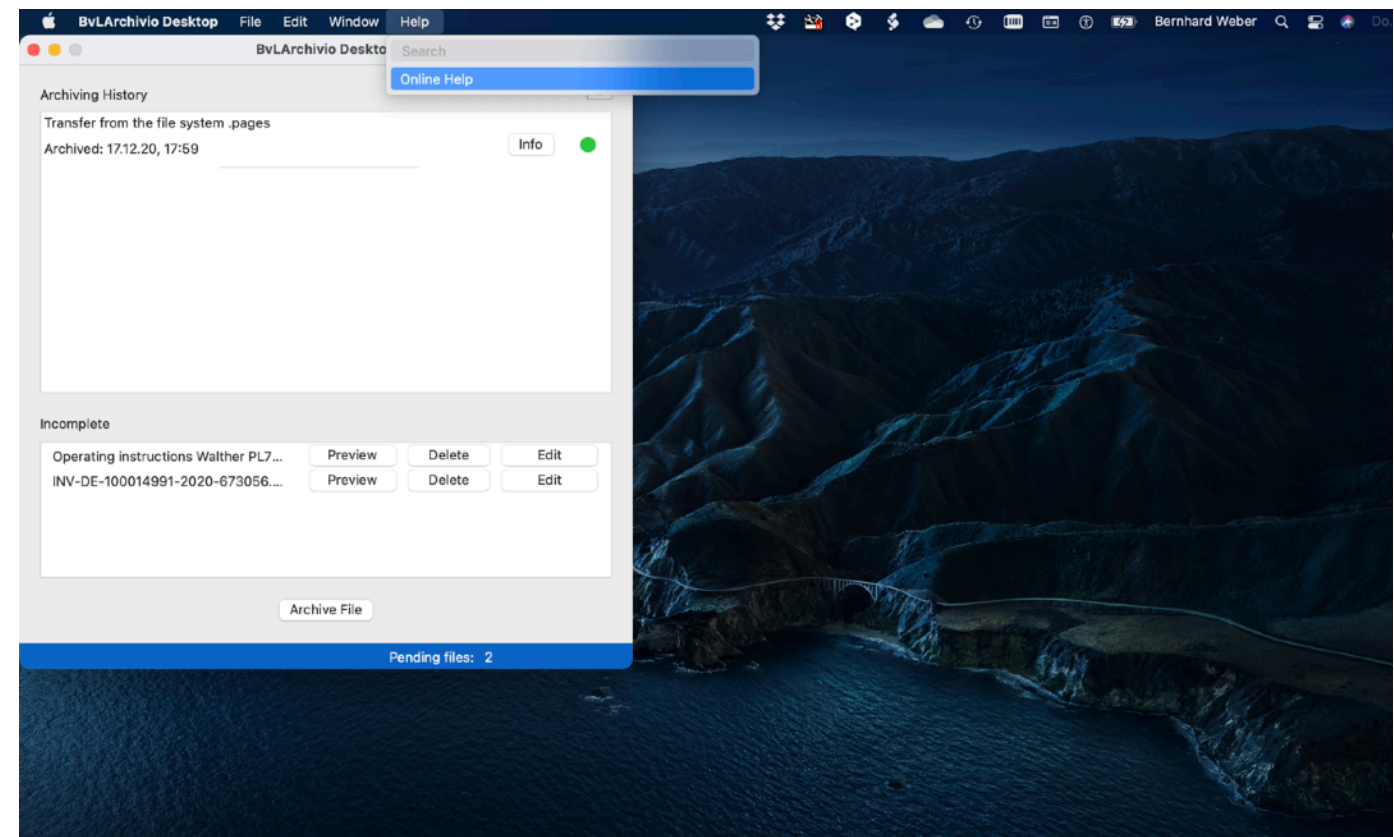 BvLArchivio Desktop File Edit Window Help Bernhard Weber Do.
BvLArchivio Deskto
Search
Online Help
Archiving History
Transfer from the file system .pages
Archived: 17.12.20, 17:59
Info
Incomplete
Operating instructions Walther PL7... Preview Delete Edit
INV-DE-100014991-2020-673056.... Preview Delete Edit
Archive File
Pending files: 2